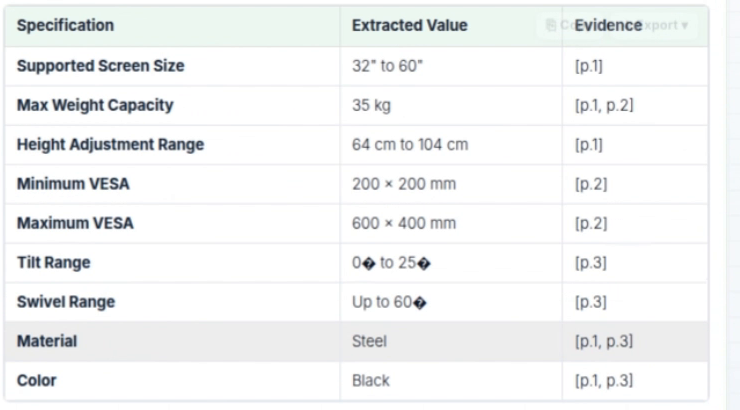 Specification Extracted Value Evidence Export ▾
Supported Screen Size 32" to 60" [p.1]
Max Weight Capacity 35 kg [p.1, p.2]
Height Adjustment Range 64 cm to 104 cm [p.1]
Minimum VESA 200 × 200 mm [p.2]
Maximum VESA 600 × 400 mm [p.2]
Tilt Range 0� to 25� [p.3]
Swivel Range Up to 60� [p.3]
Material Steel [p.1, p.3]
Color Black [p.1, p.3]